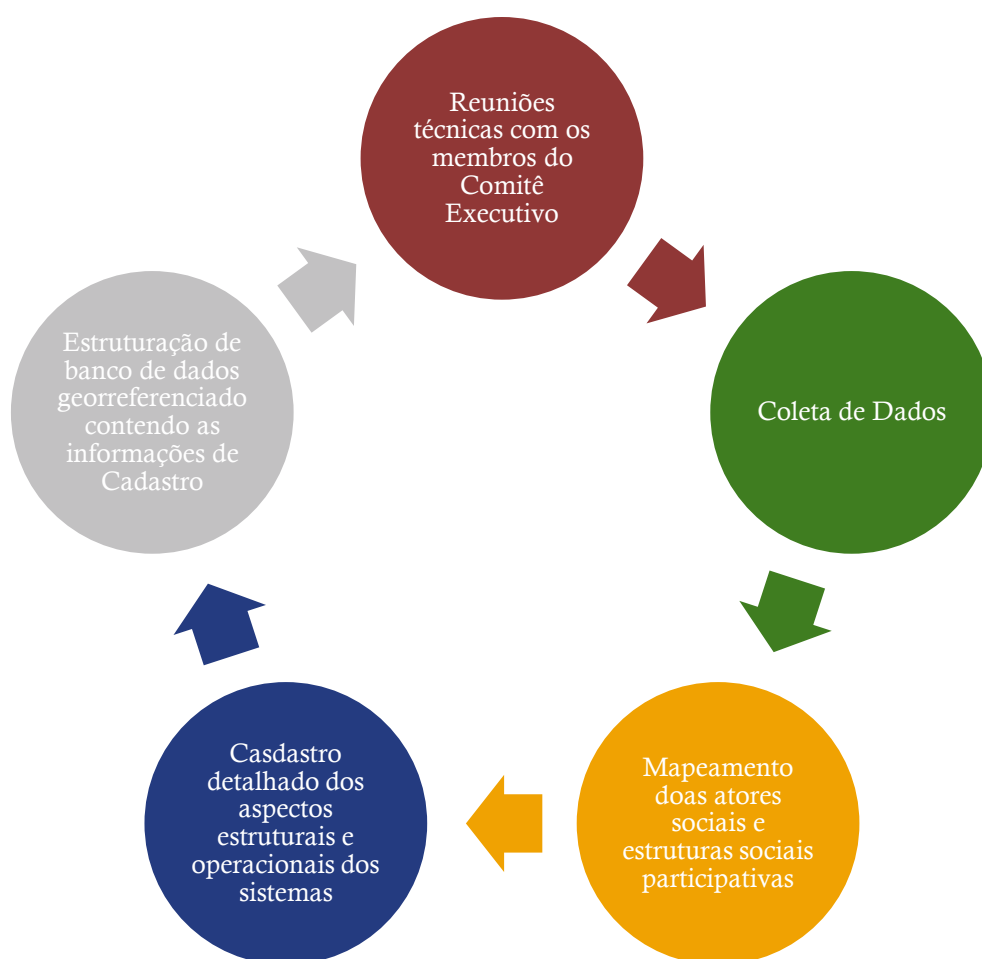 Reuniões
técnicas com os
membros do
Comitê
Executivo
Coleta de Dados
Mapeamento
doas atores
sociais e
estruturas sociais
participativas
Casdastro
detalhado dos
aspectos
estruturais e
operacionais dos
sistemas
Estruturação de
banco de dados
georreferenciado
contendo as
informações de
Cadastro